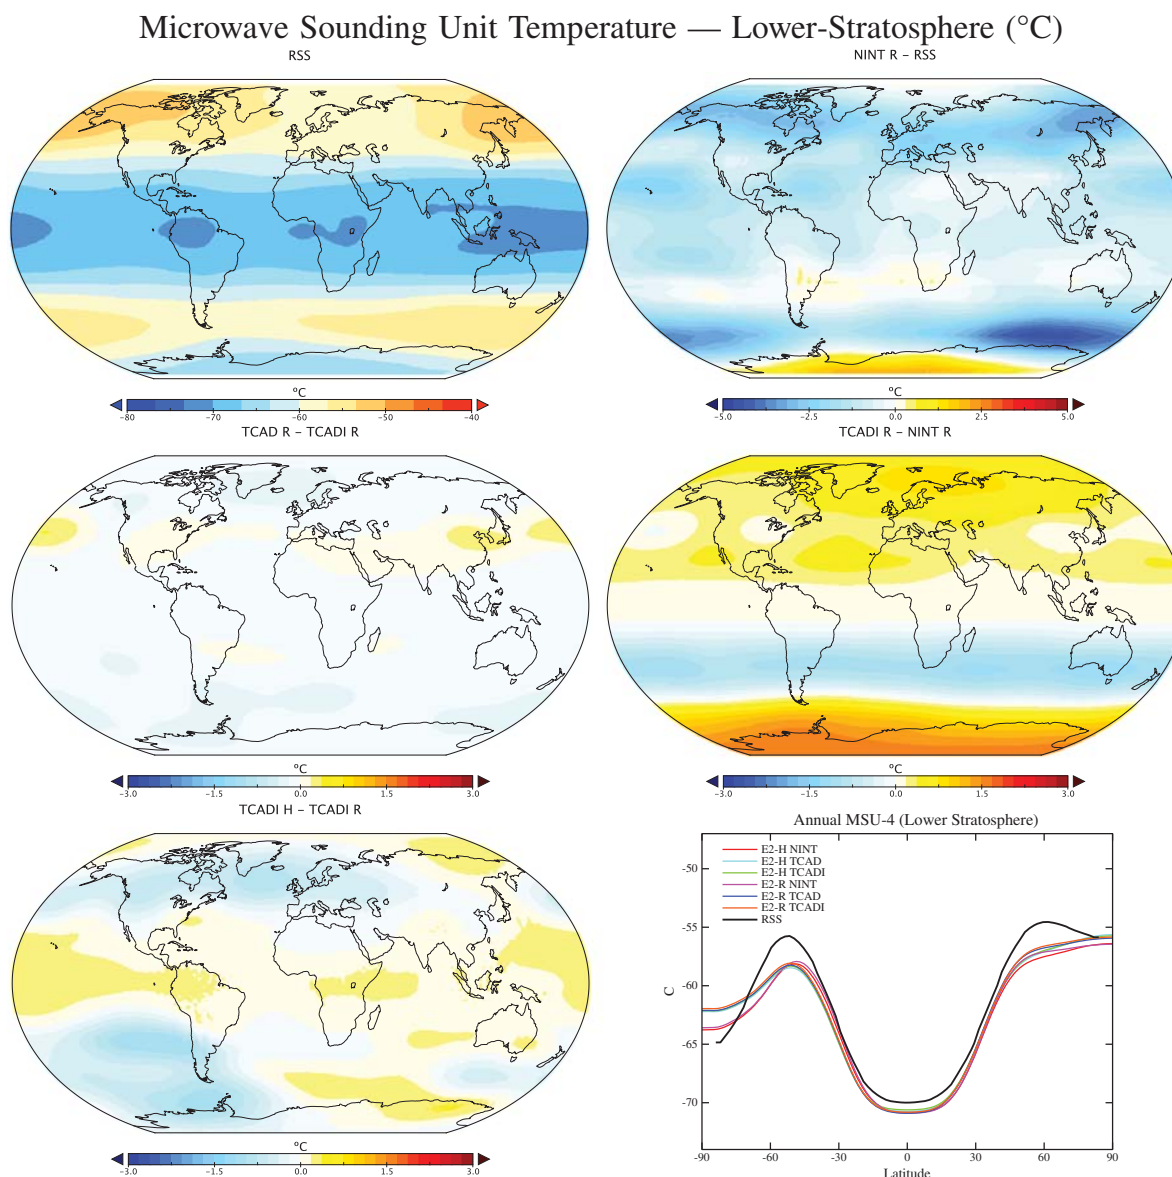 Microwave Sounding Unit Temperature — Lower-Stratosphere (°C)
RSS
NINT R – RSS
°C
−80 −70 −60 −50 −40
°C
−5.0 −2.5 0.0 2.5 5.0
TCAD R – TCADI R
TCADI R – NINT R
°C
−3.0 −1.5 0.0 1.5 3.0
°C
−3.0 −1.5 0.0 1.5 3.0
TCADI H – TCADI R
°C
−3.0 −1.5 0.0 1.5 3.0
Annual MSU-4 (Lower Stratosphere)
E2-H NINT
E2-H TCAD
E2-H TCADI
E2-R NINT
E2-R TCAD
E2-R TCADI
RSS
-50
-55
-60
-65
-70
C
-90 -60 -30 0 30 60 90
Latitude